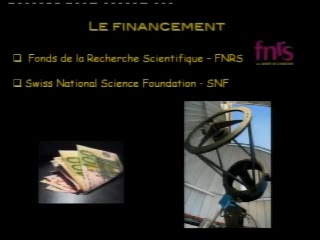 LE FINANCEMENT
Fonds de la Recherche Scientifique – FNRS
fnrs
Swiss National Science Foundation - SNF